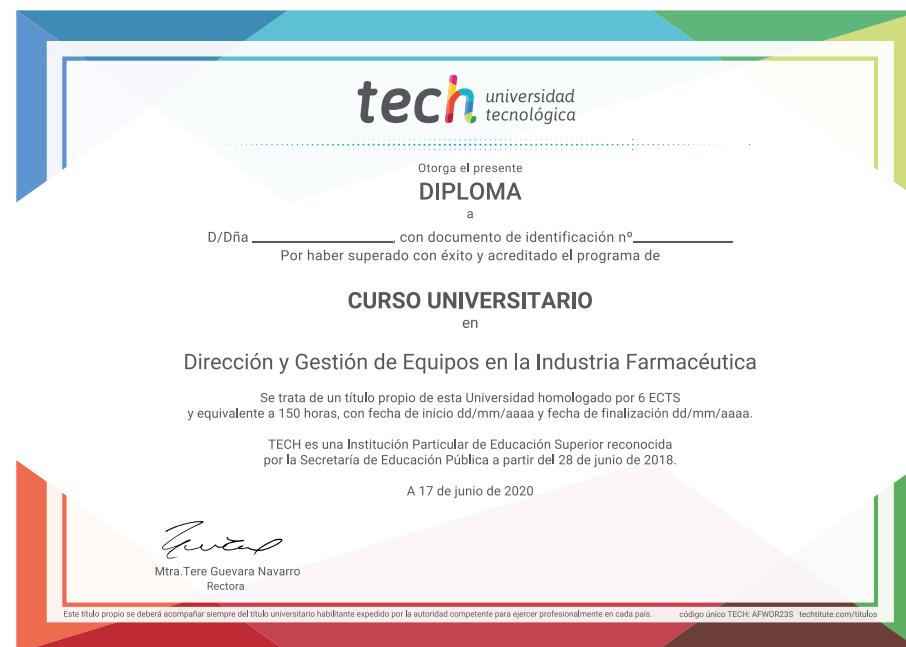 tech universidad
tecnológica
Otorga el presente
DIPLOMA
a
D/Dña ____________________, con documento de identificación nº______________
Por haber superado con éxito y acreditado el programa de
CURSO UNIVERSITARIO
en
Dirección y Gestión de Equipos en la Industria Farmacéutica
Se trata de un título propio de esta Universidad homologado por 6 ECTS
y equivalente a 150 horas, con fecha de inicio dd/mm/aaaa y fecha de finalización dd/mm/aaaa.
TECH es una Institución Particular de Educación Superior reconocida
por la Secretaría de Educación Pública a partir del 28 de junio de 2018.
A 17 de junio de 2020
Mtra.Tere Guevara Navarro
Rectora
Este título propio se deberá acompañar siempre del título universitario habilitante expedido por la autoridad competente para ejercer profesionalmente en cada país. código único TECH: AFWOR23S techtitute.com/títulos